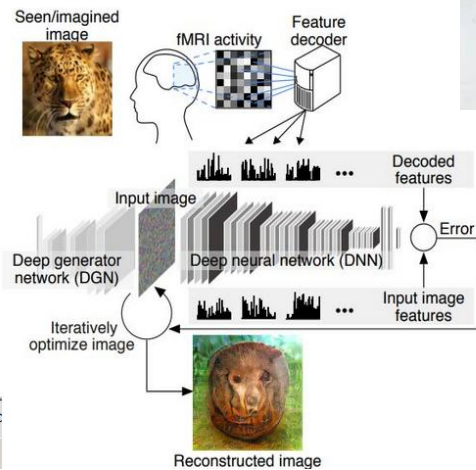 Seen/imagined
image
fMRI activity
Feature
decoder
Decoded
features
Input image
Error
Deep generator
network (DGN)
Deep neural network (DNN)
Input image
features
Iteratively
optimize image
Reconstructed image